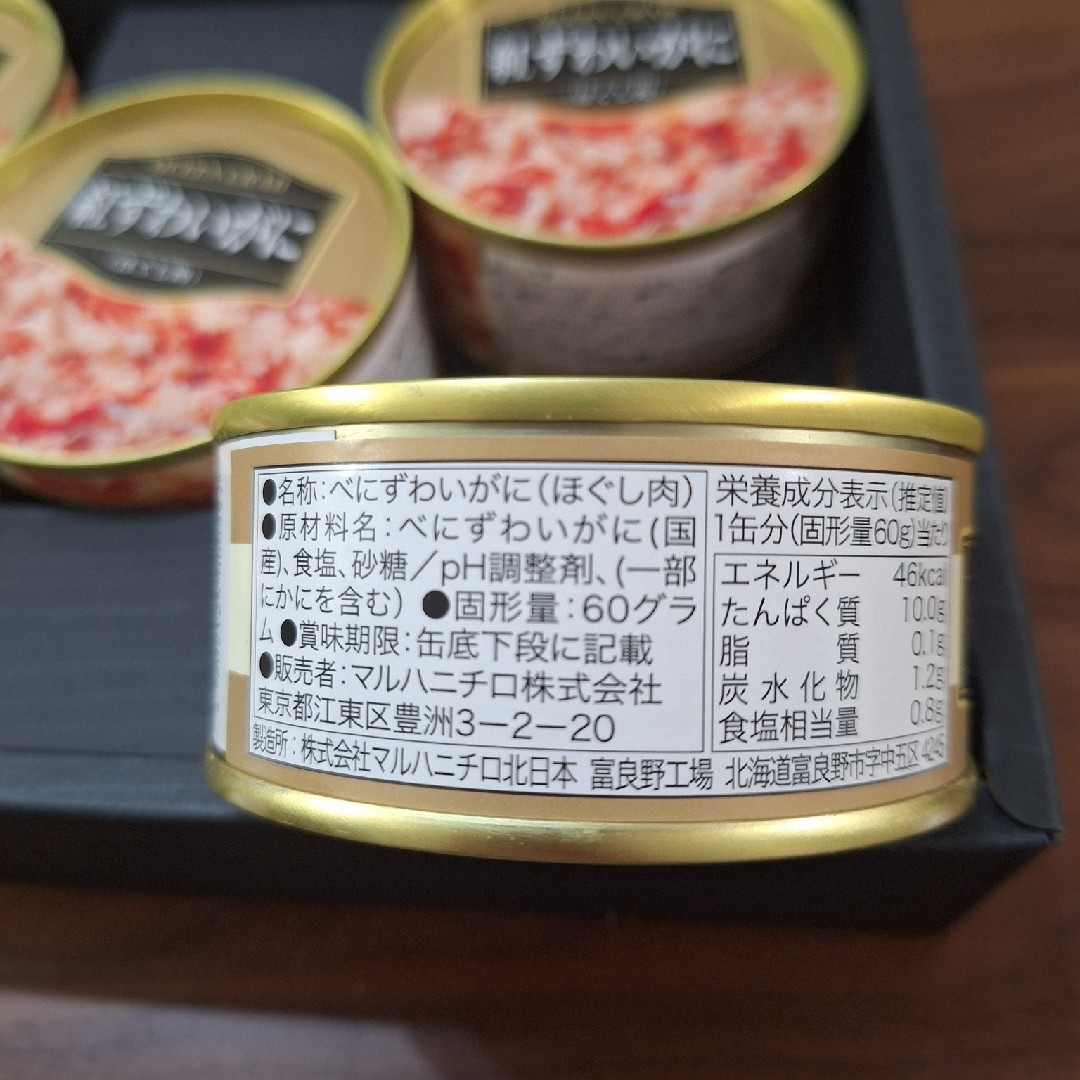 紅ずわいがに
紅ずわいがに
●名称：べにずわいがに（ほぐし肉）
●原材料名：べにずわいがに（国
産）、食塩、砂糖／pH調整剤、（一部
にかにを含む） ●固形量：60グラ
ム ●賞味期限：缶底下段に記載
●販売者：マルハニチロ株式会社
東京都江東区豊洲3－2－20
栄養成分表示（推定値）
1缶分（固形量60g）当たり
エネルギー 46kcal
たんぱく質 10.0g
脂質 0.1g
炭水化物 1.2g
食塩相当量 0.8g
製造所：株式会社マルハニチロ北日本 富良野工場 北海道富良野市字中五区4245